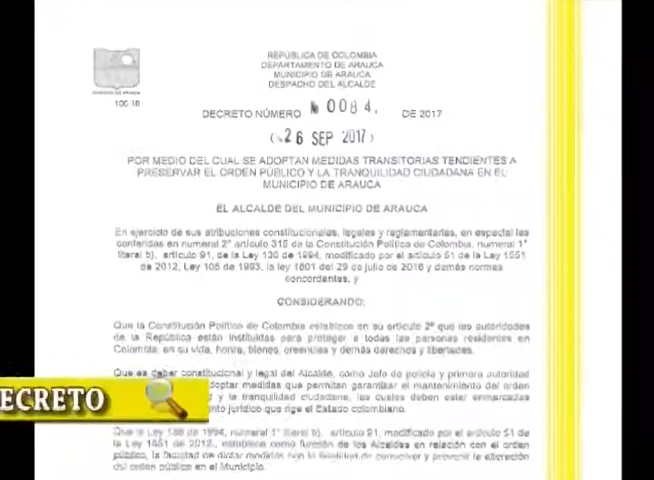 REPÚBLICA DE COLOMBIA
DEPARTAMENTO DE ARAUCA
MUNICIPIO DE ARAUCA
DESPACHO DEL ALCALDE
100.10
DECRETO NÚMERO № 0084. DE 2017
( 26 SEP 2017 )
POR MEDIO DEL CUAL SE ADOPTAN MEDIDAS TRANSITORIAS TENDIENTES A
PRESERVAR EL ORDEN PÚBLICO Y LA TRANQUILIDAD CIUDADANA EN EL
MUNICIPIO DE ARAUCA
EL ALCALDE DEL MUNICIPIO DE ARAUCA
En ejercicio de sus atribuciones constitucionales, legales y reglamentarias, en especial las
contenidas en numeral 2° artículo 315 de la Constitución Política de Colombia, numeral 1°
literal b), artículo 91, de la Ley 136 de 1994, modificado por el artículo 51 de la Ley 1551
de 2012, Ley 105 de 1993, la ley 1801 del 29 de julio de 2016 y demás normas
concordantes, y
CONSIDERANDO:
Que la Constitución Política de Colombia establece en su artículo 2° que las autoridades
de la República están instituidas para proteger a todas las personas residentes en
Colombia, en su vida, honra, bienes, creencias y demás derechos y libertades.
Que es deber constitucional y legal del Alcalde, como Jefe de policía y primera autoridad
adoptar medidas que permitan garantizar el mantenimiento del orden
y la tranquilidad ciudadana, las cuales deben estar enmarcadas
jurídico que rige el Estado colombiano.
ECRETO
Que la Ley 136 de 1994, numeral 1° literal b), artículo 91, modificado por el artículo 51 de
la Ley 1551 de 2012, establece como función de los Alcaldes en relación con el orden
público, la facultad de dictar medidas con la finalidad de conservar y prevenir la alteración
del orden público en el Municipio.